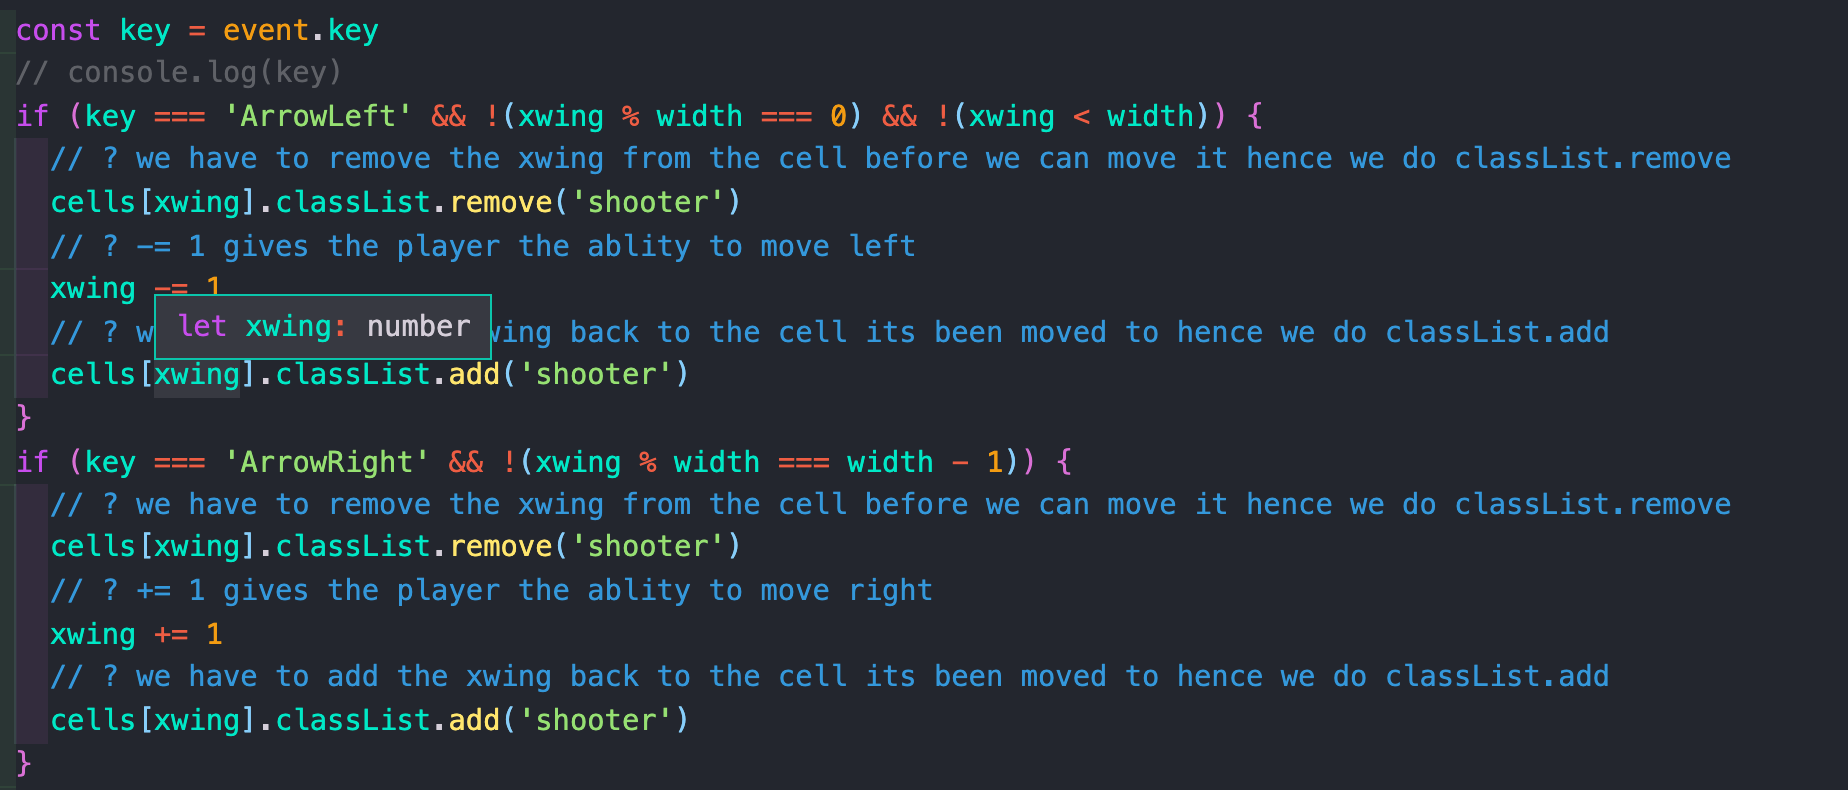 const key = event.key
// console.log(key)
if (key === 'ArrowLeft' && !(xwing % width === 0) && !(xwing < width)) {
// ? we have to remove the xwing from the cell before we can move it hence we do classList.remove
cells[xwing].classList.remove('shooter')
// ? -= 1 gives the player the ablity to move left
xwing -= 1
let xwing: number
// ? w wing back to the cell its been moved to hence we do classList.add
cells[xwing].classList.add('shooter')
}
if (key === 'ArrowRight' && !(xwing % width === width - 1)) {
// ? we have to remove the xwing from the cell before we can move it hence we do classList.remove
cells[xwing].classList.remove('shooter')
// ? += 1 gives the player the ablity to move right
xwing += 1
// ? we have to add the xwing back to the cell its been moved to hence we do classList.add
cells[xwing].classList.add('shooter')
}